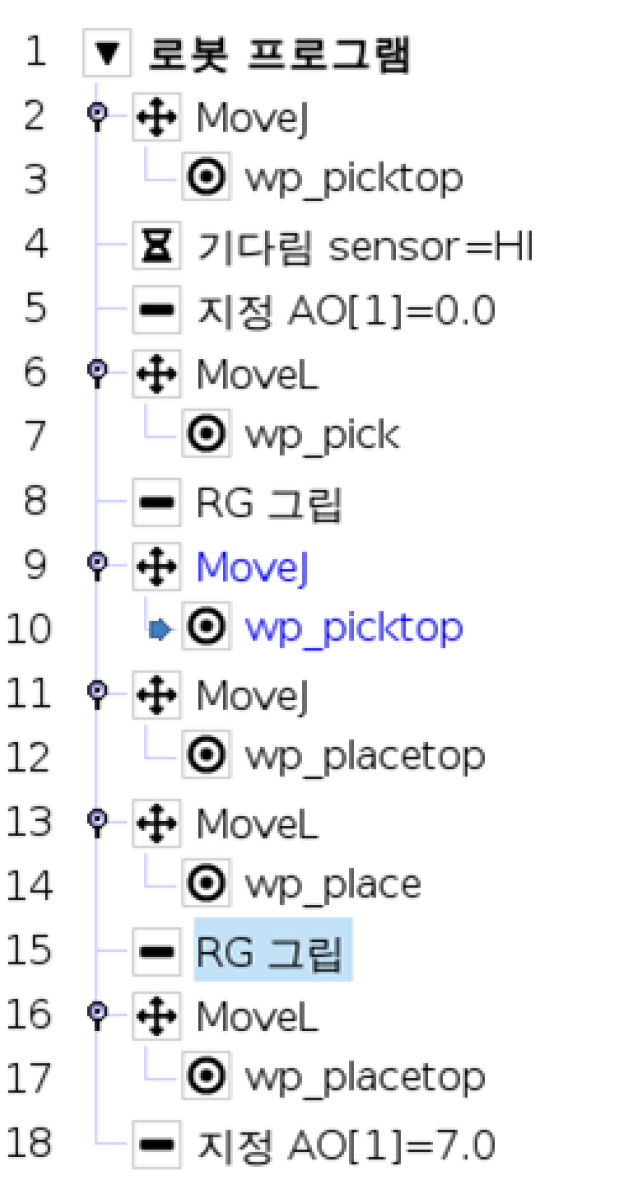 1 로봇 프로그램
2 MoveJ
3 wp_picktop
4 기다림 sensor=HI
5 지정 AO[1]=0.0
6 MoveL
7 wp_pick
8 RG 그립
9 MoveJ
10 wp_picktop
11 MoveJ
12 wp_placetop
13 MoveL
14 wp_place
15 RG 그립
16 MoveL
17 wp_placetop
18 지정 AO[1]=7.0